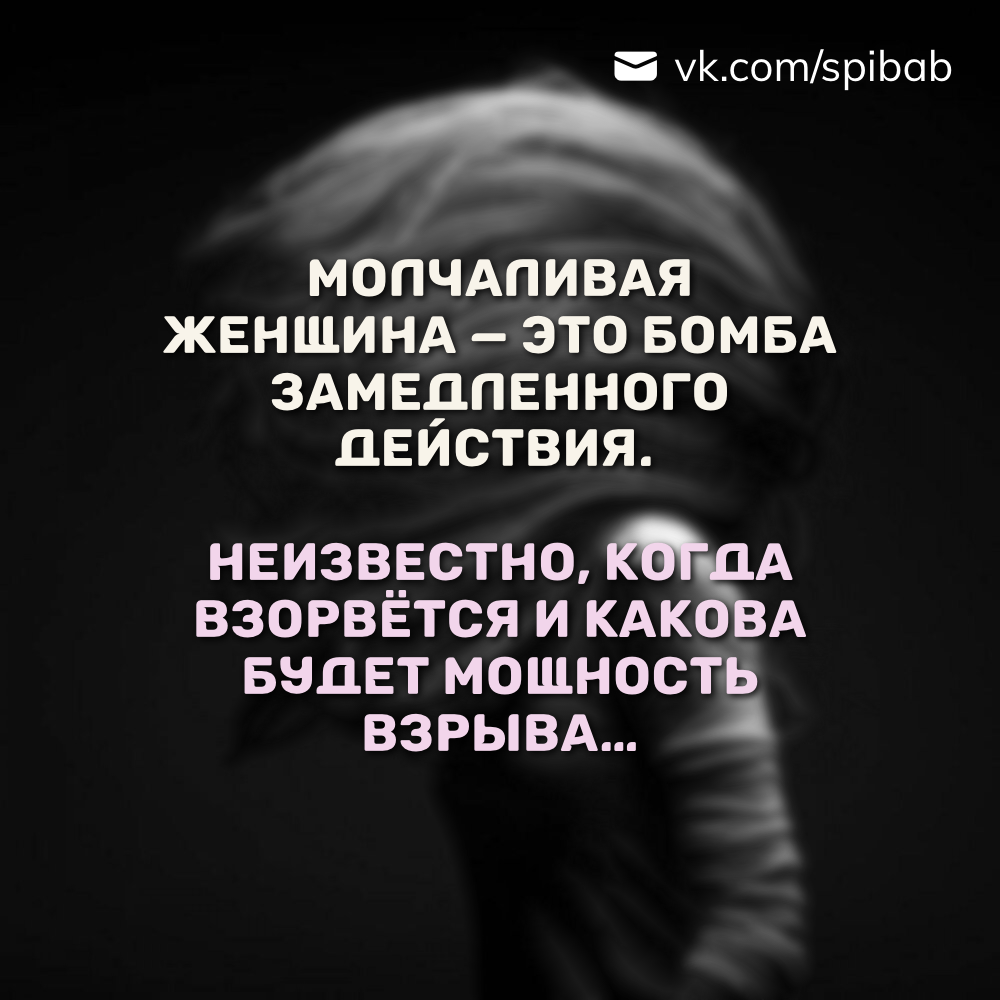 vk.com/spibab
МОЛЧАЛИВАЯ
ЖЕНЩИНА – ЭТО БОМБА
ЗАМЕДЛЕННОГО
ДЕЙСТВИЯ.
НЕИЗВЕСТНО, КОГДА
ВЗОРВЁТСЯ И КАКОВА
БУДЕТ МОЩНОСТЬ
ВЗРЫВА...